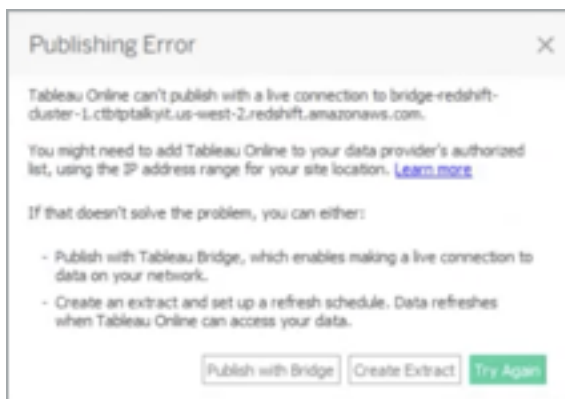 Publishing Error
Tableau Online can't publish with a live connection to bridge-redshift-
cluster-1.ctbtptalkyit.us-west-2.redshift.amazonaws.com.
You might need to add Tableau Online to your data provider's authorized
list, using the IP address range for your site location. Learn more
If that doesn't solve the problem, you can either:
- Publish with Tableau Bridge, which enables making a live connection to
data on your network.
- Create an extract and set up a refresh schedule. Data refreshes
when Tableau Online can access your data.
Publish with Bridge Create Extract Try Again